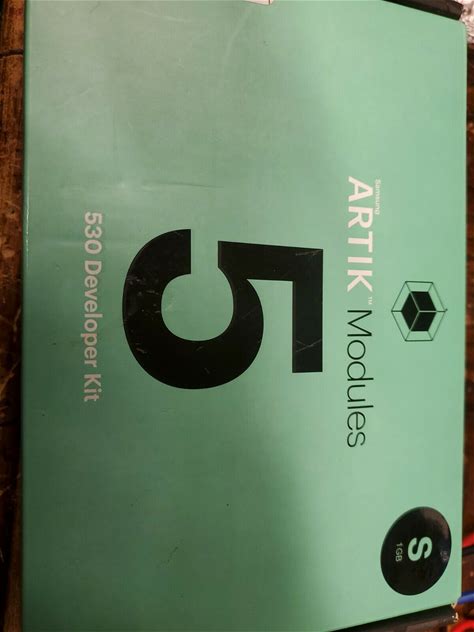 Samsung
ARTIK™ Modules
5
530 Developer Kit
S
1GB